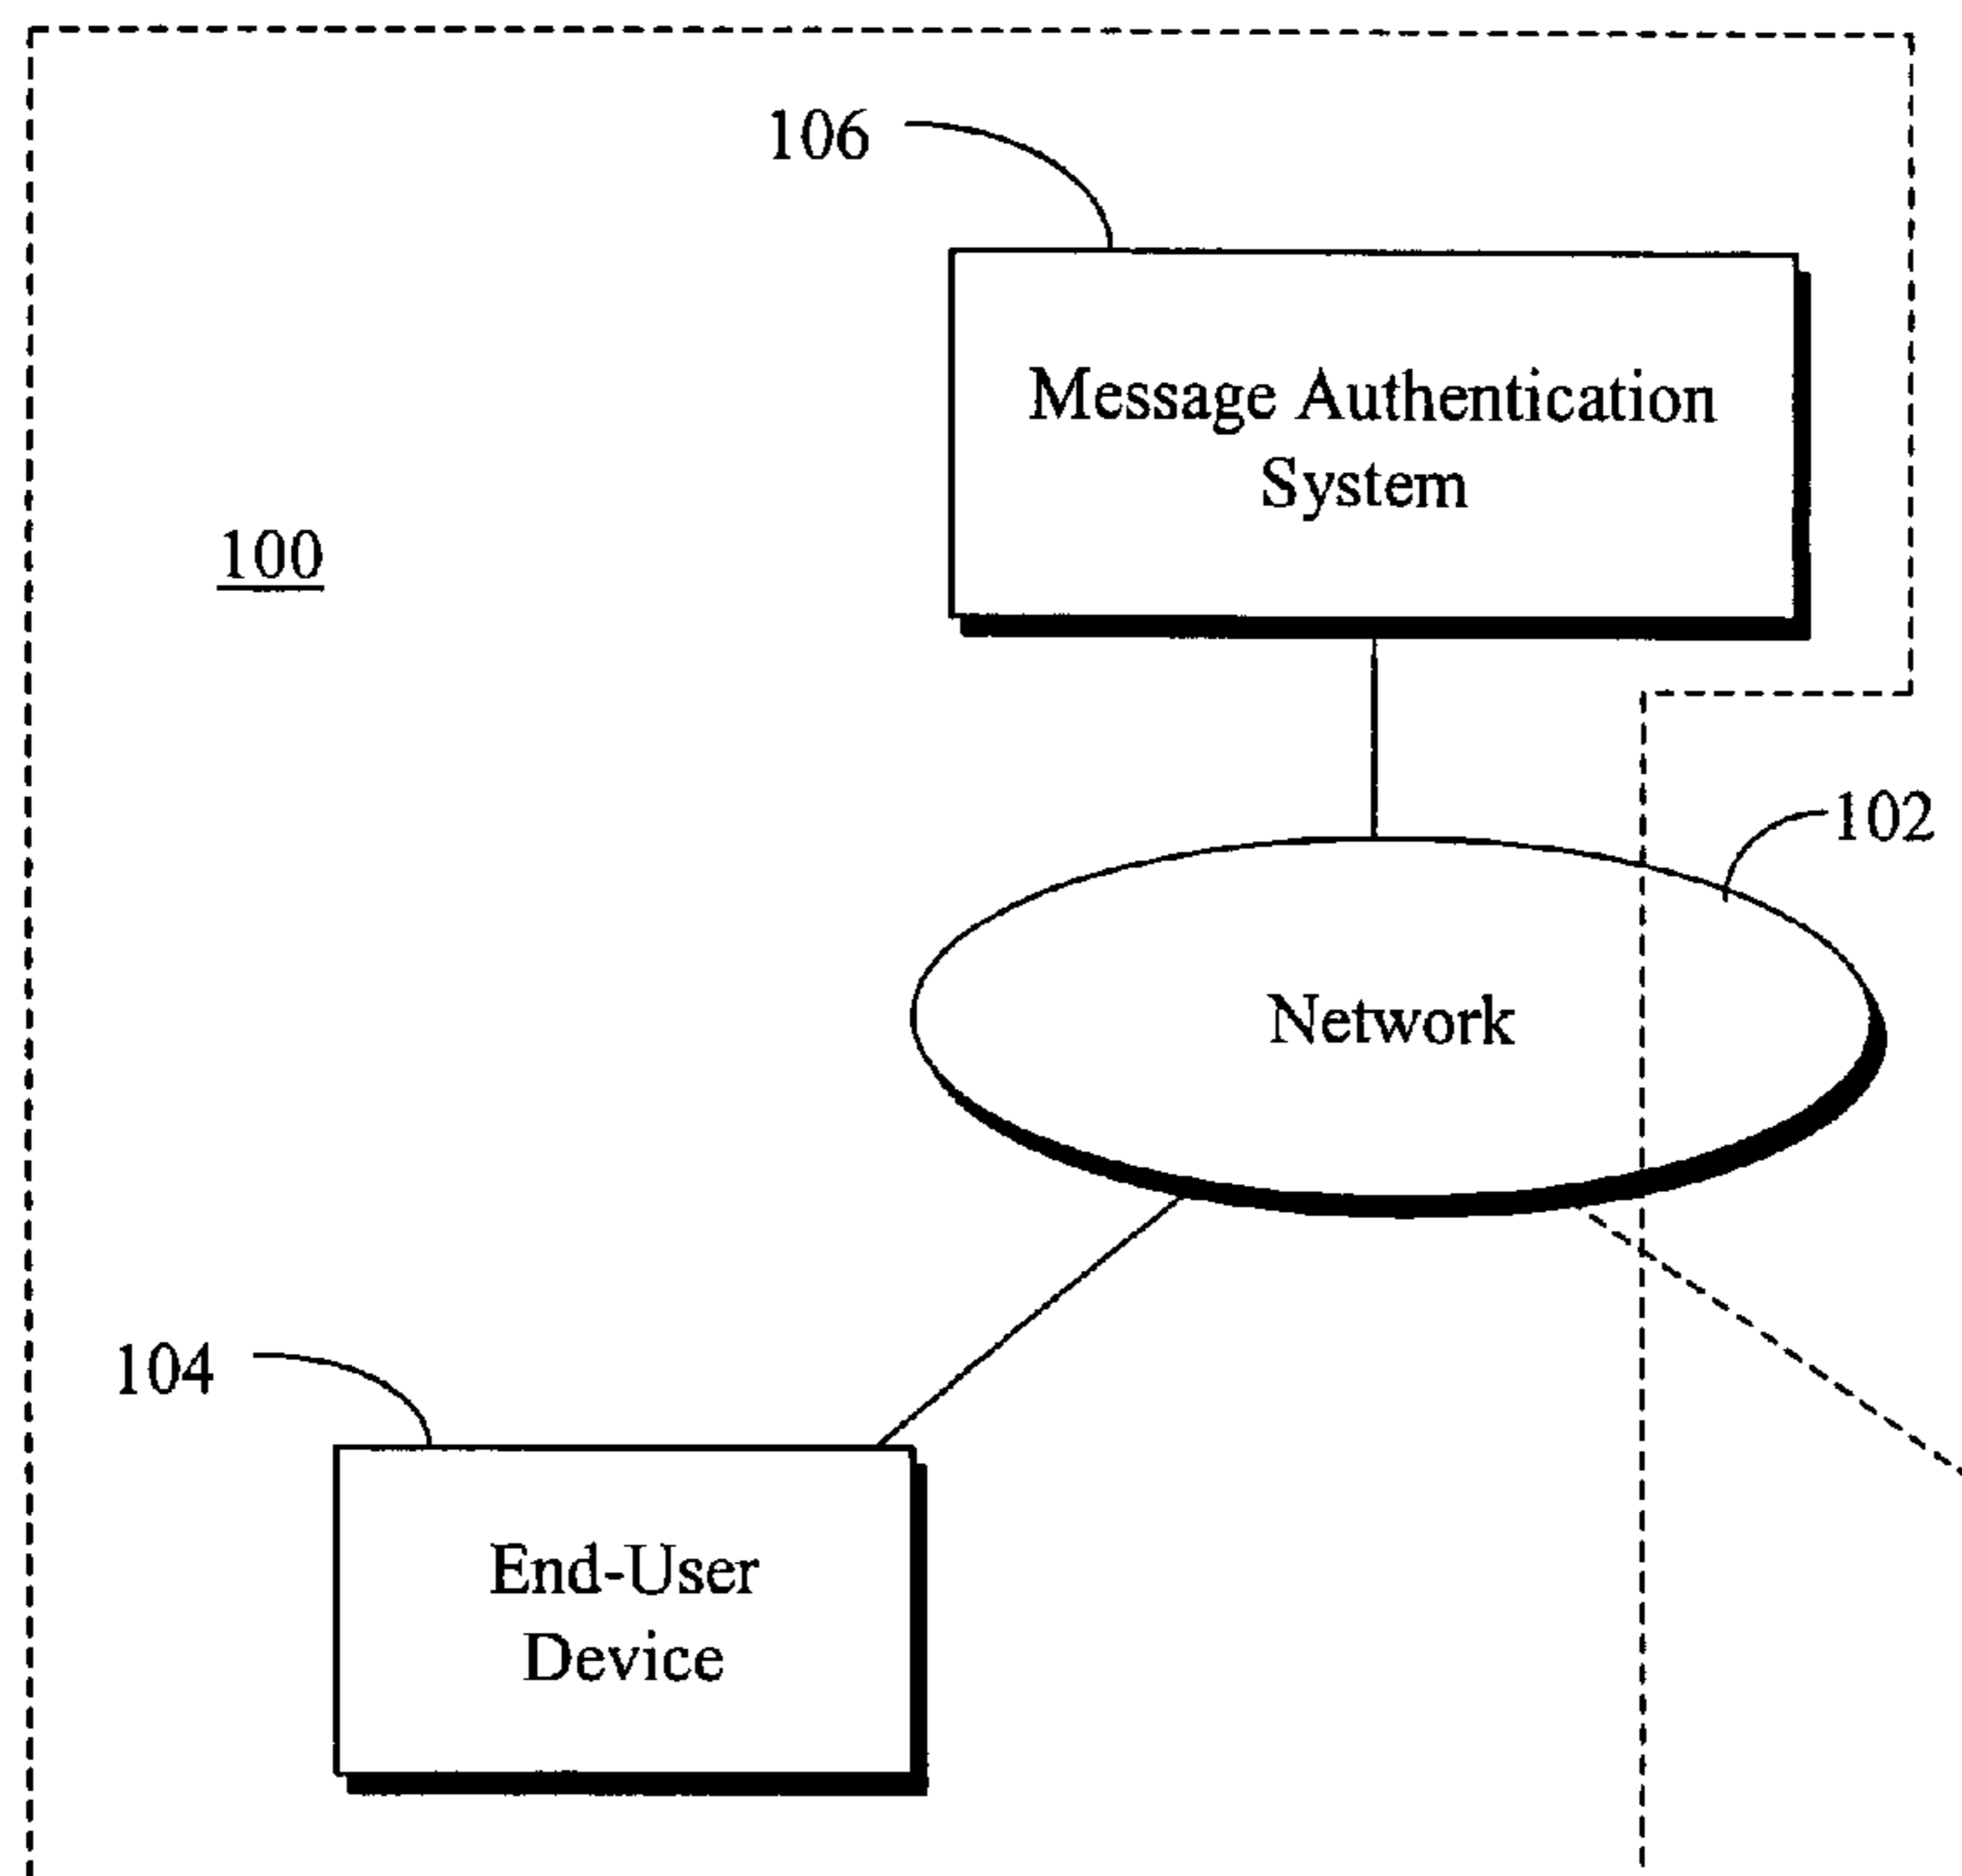 106
Message Authentication
System
100
102
Network
104
End-User
Device